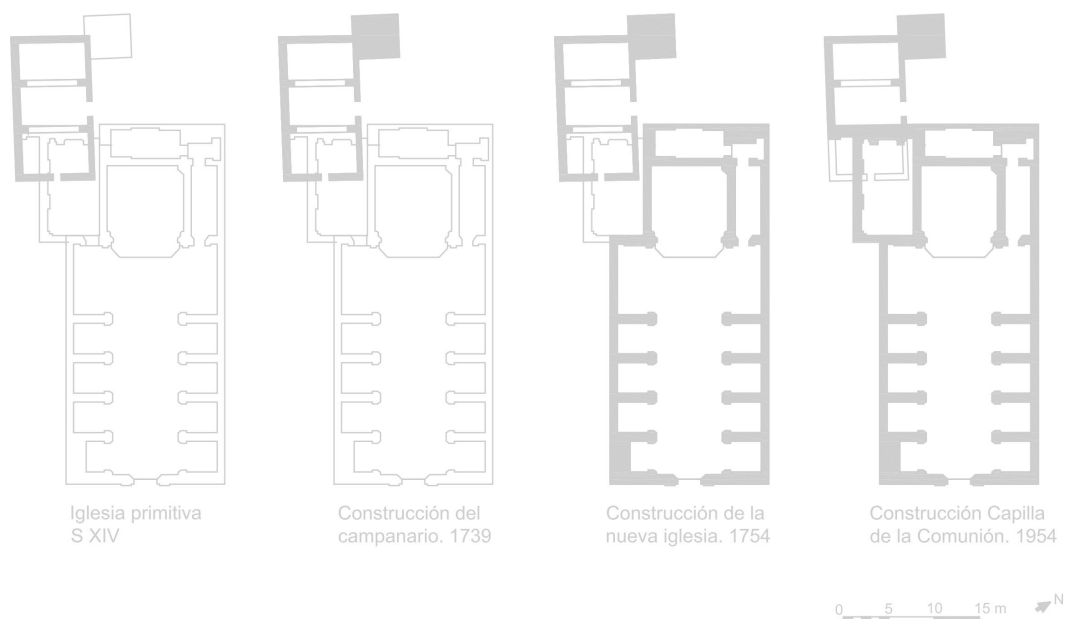 Iglesia primitiva
S XIV
Construcción del
campanario. 1739
Construcción de la
nueva iglesia. 1754
Construcción Capilla
de la Comunión. 1954
0 5 10 15 m N